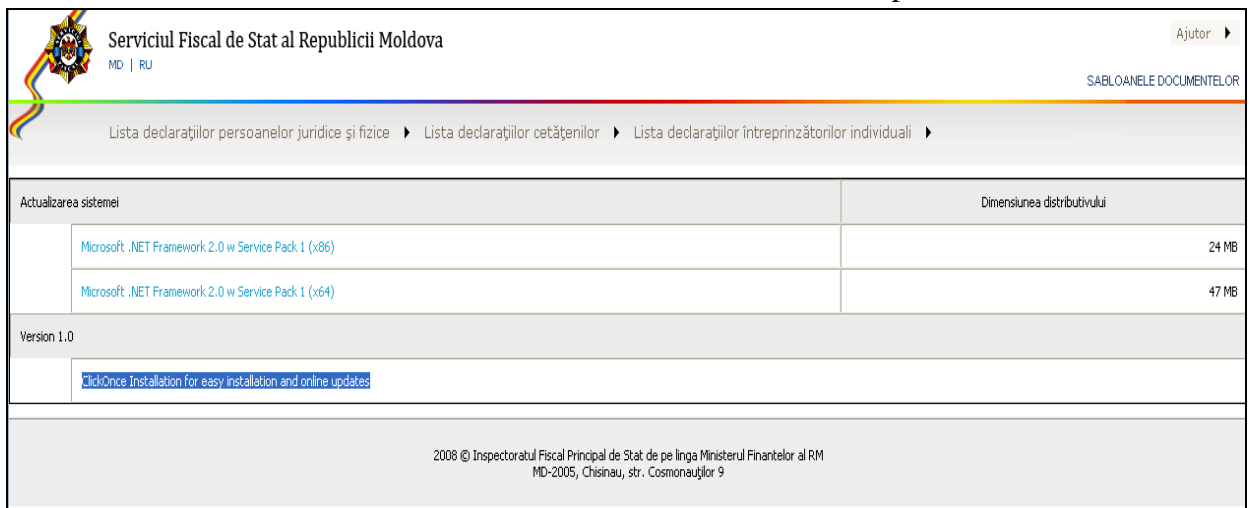 Serviciul Fiscal de Stat al Republicii Moldova
MD | RU
Ajutor
SABLOANELE DOCUMENTELOR
Lista declaraţiilor persoanelor juridice şi fizice Lista declaraţiilor cetăţenilor Lista declaraţiilor întreprinzătorilor individuali
Actualizarea sistemei Dimensiunea distributivului
Microsoft .NET Framework 2.0 w Service Pack 1 (x86) 24 MB
Microsoft .NET Framework 2.0 w Service Pack 1 (x64) 47 MB
Version 1.0
ClickOnce Installation for easy installation and online updates
2008 © Inspectoratul Fiscal Principal de Stat de pe linga Ministerul Finantelor al RM
MD-2005, Chisinau, str. Cosmonauţilor 9